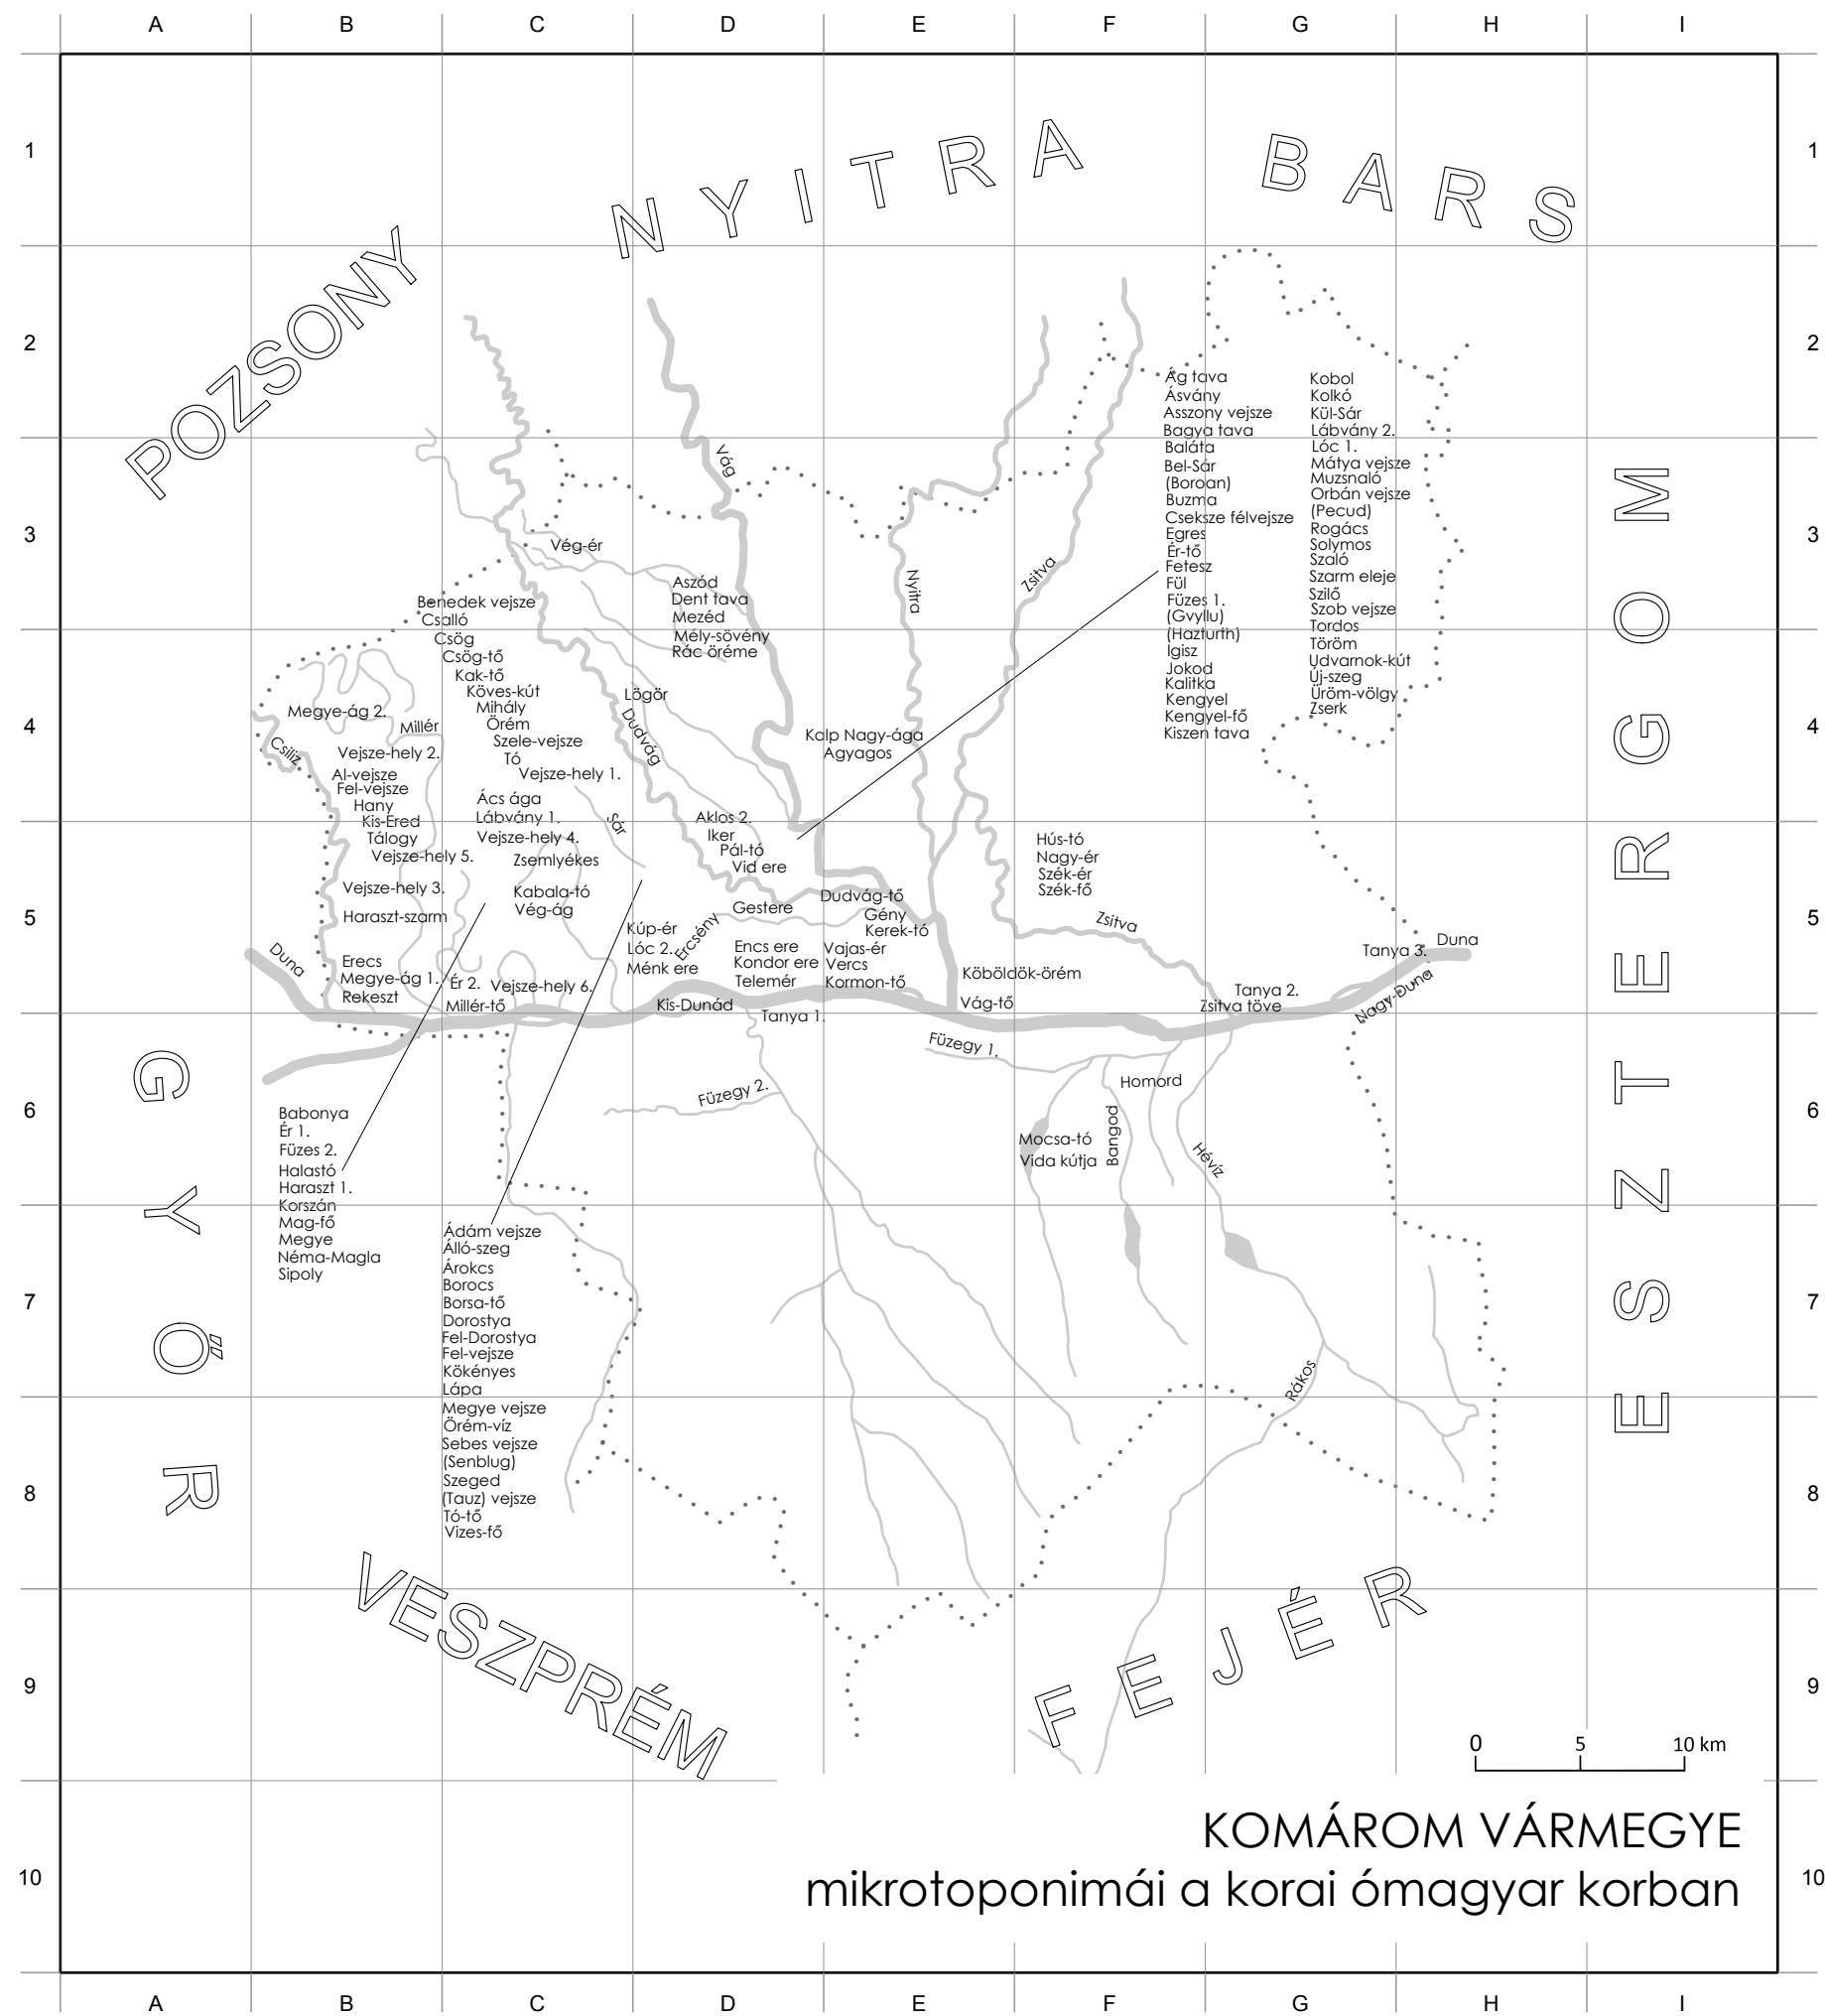 A B C D E F G H I
1 1
2 2
3 3
4 4
5 5
6 6
7 7
8 8
9 9
10 10
NYITRA
BARS
POZSONY
ESZTERGOM
GYŐR
VESZPRÉM
FEJÉR
Vág
Nyitra
Zsitva
Vég-ér
Aszód
Dent tava
Mezéd
Mély-sövény
Rác öréme
Benedek vejsze
Csalló
Csög
Csög-tő
Kak-tő
Köves-kút
Mihály
Örém
Szele-vejsze
Tó
Vejsze-hely 1.
Ács ága
Lábvány 1.
Vejsze-hely 4.
Zsemlyékes
Kabala-tó
Vég-ág
Megye-ág 2.
Millér
Csiliz
Vejsze-hely 2.
Al-vejsze
Fel-vejsze
Hany
Kis-Ered
Tálogy
Vejsze-hely 5.
Vejsze-hely 3.
Haraszt-szarm
Erecs
Megye-ág 1.
Rekeszt
Duna
Ér 2.
Vejsze-hely 6.
Millér-tő
Lögör
Dudvág
Sár
Kalp Nagy-ága
Agyagos
Aklos 2.
Iker
Pál-tó
Vid ere
Gestere
Ercsény
Kúp-ér
Lóc 2.
Ménk ere
Encs ere
Kondor ere
Telemér
Kis-Dunád
Tanya 1.
Dudvág-tő
Gény
Kerek-tó
Vajas-ér
Vercs
Kormon-tő
Köböldök-örém
Vág-tő
Hús-tó
Nagy-ér
Szék-ér
Szék-fő
Zsitva
Tanya 3.
Duna
Tanya 2.
Zsitva töve
Nagy-Duna
Ág tava
Ásvány
Asszony vejsze
Bagya tava
Baláta
Bel-Sár
(Boroan)
Buzma
Cseksze félvejsze
Egres
Ér-tő
Fetesz
Fül
Füzes 1.
(Gvyllu)
(Hazturth)
Igisz
Jokod
Kalitka
Kengyel
Kengyel-fő
Kiszen tava
Kobol
Kolkó
Kül-Sár
Lábvány 2.
Lóc 1.
Mátya vejsze
Muzsnaló
Orbán vejsze
(Pecud)
Rogács
Solymos
Szaló
Szarm eleje
Szilő
Szob vejsze
Tordos
Töröm
Udvarnok-kút
Új-szeg
Üröm-völgy
Zserk
Füzegy 1.
Füzegy 2.
Homord
Bangod
Mocsa-tó
Vida kútja
Hévíz
Rákos
Babonya
Ér 1.
Füzes 2.
Halastó
Haraszt 1.
Korszán
Mag-fő
Megye
Néma-Magla
Sipoly
Ádám vejsze
Álló-szeg
Árokcs
Borocs
Borsa-tő
Dorostya
Fel-Dorostya
Fel-vejsze
Kökényes
Lápa
Megye vejsze
Örém-víz
Sebes vejsze
(Senblug)
Szeged
(Tauz) vejsze
Tó-tő
Vizes-fő
0 5 10 km
KOMÁROM VÁRMEGYE
mikrotoponimái a korai ómagyar korban
A B C D E F G H I